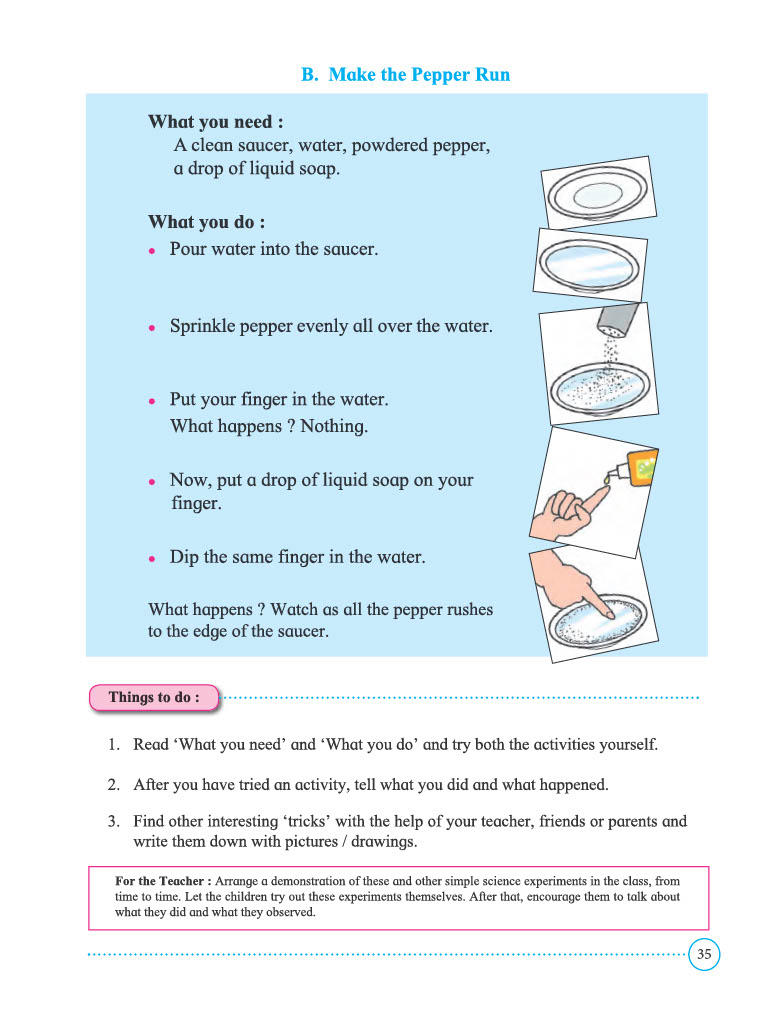 B. Make the Pepper Run
What you need :
A clean saucer, water, powdered pepper,
a drop of liquid soap.
What you do :
• Pour water into the saucer.
• Sprinkle pepper evenly all over the water.
• Put your finger in the water.
What happens ? Nothing.
• Now, put a drop of liquid soap on your
finger.
• Dip the same finger in the water.
What happens ? Watch as all the pepper rushes
to the edge of the saucer.
Things to do :
1. Read ‘What you need’ and ‘What you do’ and try both the activities yourself.
2. After you have tried an activity, tell what you did and what happened.
3. Find other interesting ‘tricks’ with the help of your teacher, friends or parents and
write them down with pictures / drawings.
For the Teacher : Arrange a demonstration of these and other simple science experiments in the class, from
time to time. Let the children try out these experiments themselves. After that, encourage them to talk about
what they did and what they observed.
35